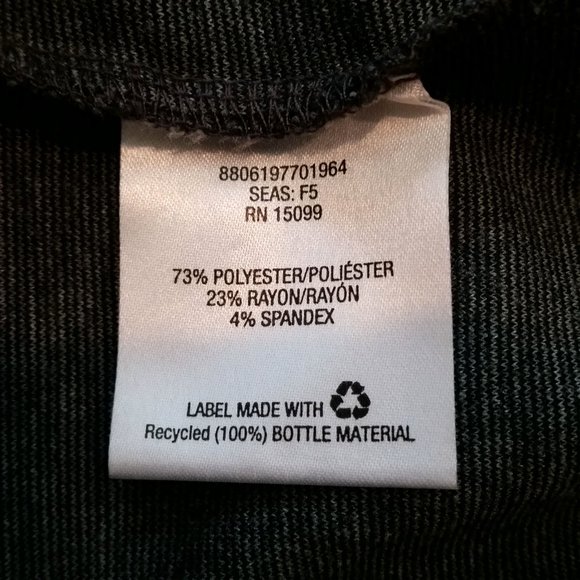 8806197701964
SEAS: F5
RN 15099
73% POLYESTER/POLIÉSTER
23% RAYON/RAYÓN
4% SPANDEX
LABEL MADE WITH
Recycled (100%) BOTTLE MATERIAL